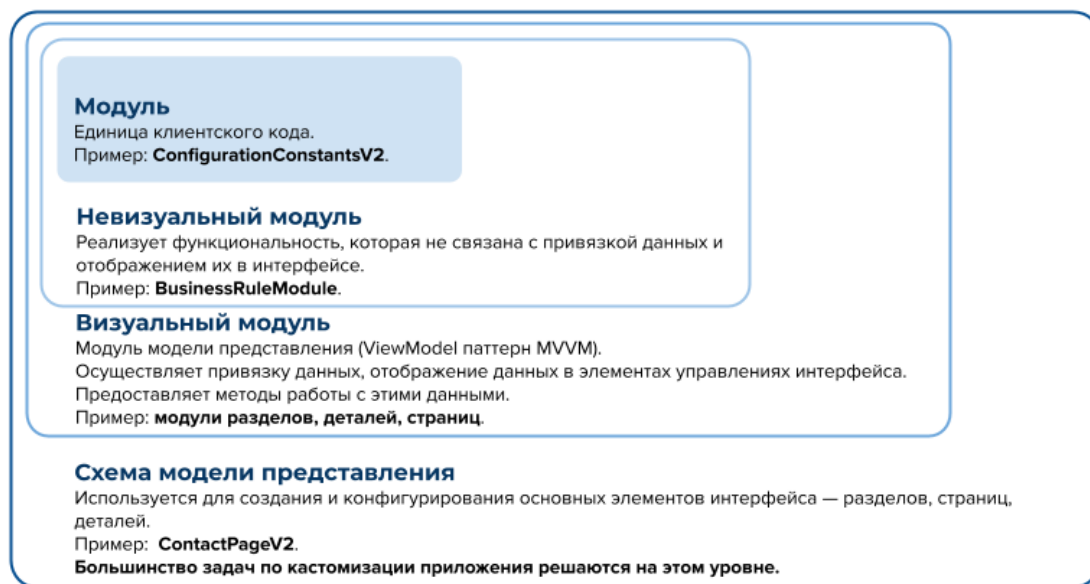 Модуль
Единица клиентского кода.
Пример: ConfigurationConstantsV2.
Невизуальный модуль
Реализует функциональность, которая не связана с привязкой данных и
отображением их в интерфейсе.
Пример: BusinessRuleModule.
Визуальный модуль
Модуль модели представления (ViewModel паттерн MVVM).
Осуществляет привязку данных, отображение данных в элементах управлениях интерфейса.
Предоставляет методы работы с этими данными.
Пример: модули разделов, деталей, страниц.
Схема модели представления
Используется для создания и конфигурирования основных элементов интерфейса — разделов, страниц,
деталей.
Пример: ContactPageV2.
Большинство задач по кастомизации приложения решаются на этом уровне.